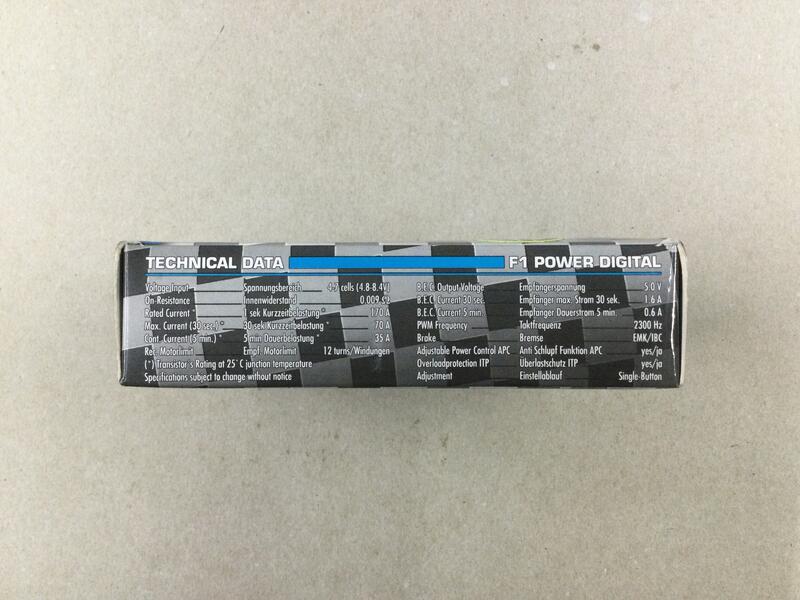 TECHNICAL DATA F1 POWER DIGITAL
Voltage Input Spannungsbereich 4-7 cells (4.8-8.4V)
On-Resistance Innenwiderstand 0.009 Ω
Rated Current * 1 sek Kurzzeitbelastung * 170 A
Max. Current (30 sec) * 30 sek Kurzzeitbelastung * 70 A
Cont. Current (5 min.) * 5 min Dauerbelastung * 35 A
Rec. Motorlimit Empf. Motorlimit 12 turns/Windungen
(*) Transistor´s Rating at 25°C junction temperature
Specifications subject to change without notice
B.E.C. Output Voltage Empfängerspannung 5.0 V
B.E.C. Current 30 sec. Empfänger max. Strom 30 sek. 1.6 A
B.E.C. Current 5 min. Empfänger Dauerstrom 5 min. 0.6 A
PWM Frequency Taktfrequenz 2300 Hz
Brake Bremse EMK/IBC
Adjustable Power Control APC Anti Schlupf Funktion APC yes/ja
Overloadprotection ITP Überlastschutz ITP yes/ja
Adjustment Einstellablauf Single-Button